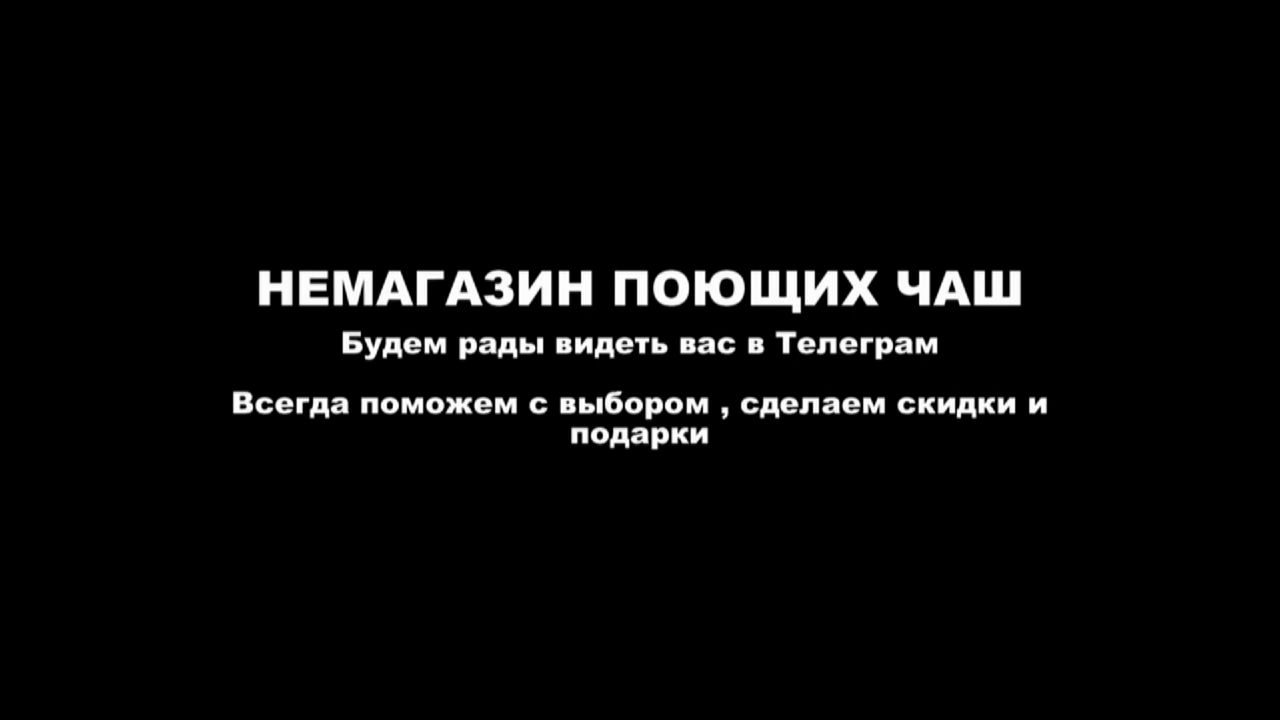 НЕМАГАЗИН ПОЮЩИХ ЧАШ
Будем рады видеть вас в Телеграм
Всегда поможем с выбором , сделаем скидки и
подарки